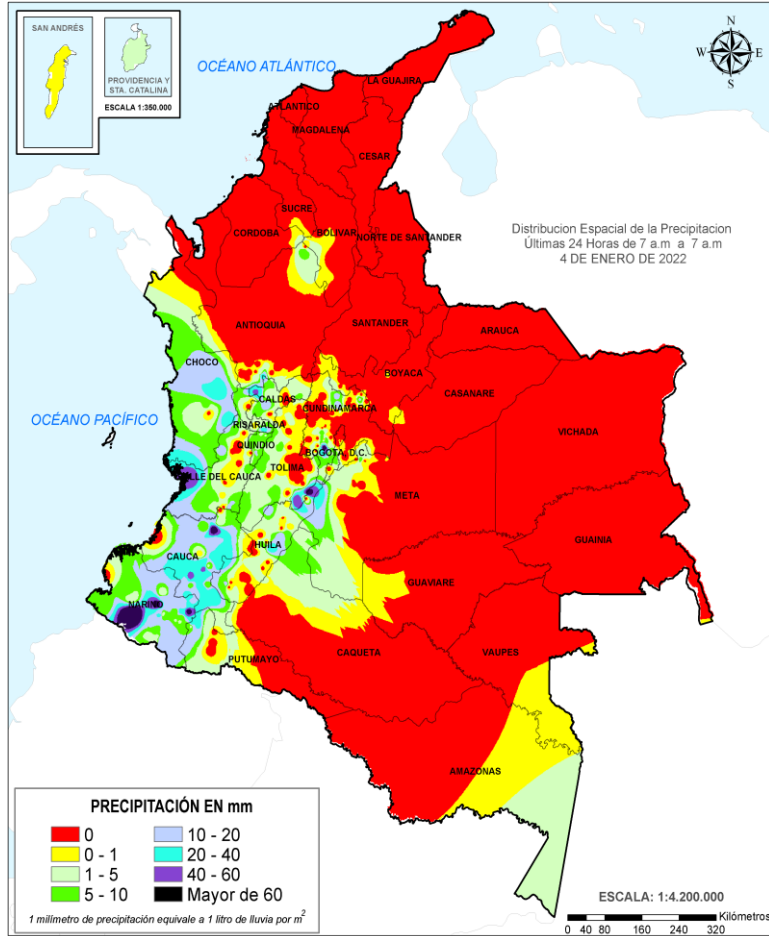 SAN ANDRÉS
PROVIDENCIA Y
STA. CATALINA
ESCALA 1:350.000
N
W
E
S
OCÉANO ATLÁNTICO
LA GUAJIRA
ATLANTICO
MAGDALENA
CESAR
SUCRE
CORDOBA
BOLIVAR
NORTE DE SANTANDER
Distribucion Espacial de la Precipitacion
Últimas 24 Horas de 7 a.m a 7 a.m
4 DE ENERO DE 2022
ANTIOQUIA
SANTANDER
ARAUCA
CHOCO
BOYACA
CASANARE
CALDAS
CUNDINAMARCA
OCÉANO PACÍFICO
RISARALDA
VICHADA
QUINDIO
BOGOTA D.C.
TOLIMA
VALLE DEL CAUCA
META
GUAINIA
CAUCA
HUILA
GUAVIARE
NARIÑO
PUTUMAYO
CAQUETA
VAUPES
AMAZONAS
PRECIPITACIÓN EN mm
0
10 - 20
0 - 1
20 - 40
1 - 5
40 - 60
5 - 10
Mayor de 60
1 milímetro de precipitación equivale a 1 litro de lluvia por m2
ESCALA: 1:4.200.000
Kilómetros
0 40 80 160 240 320